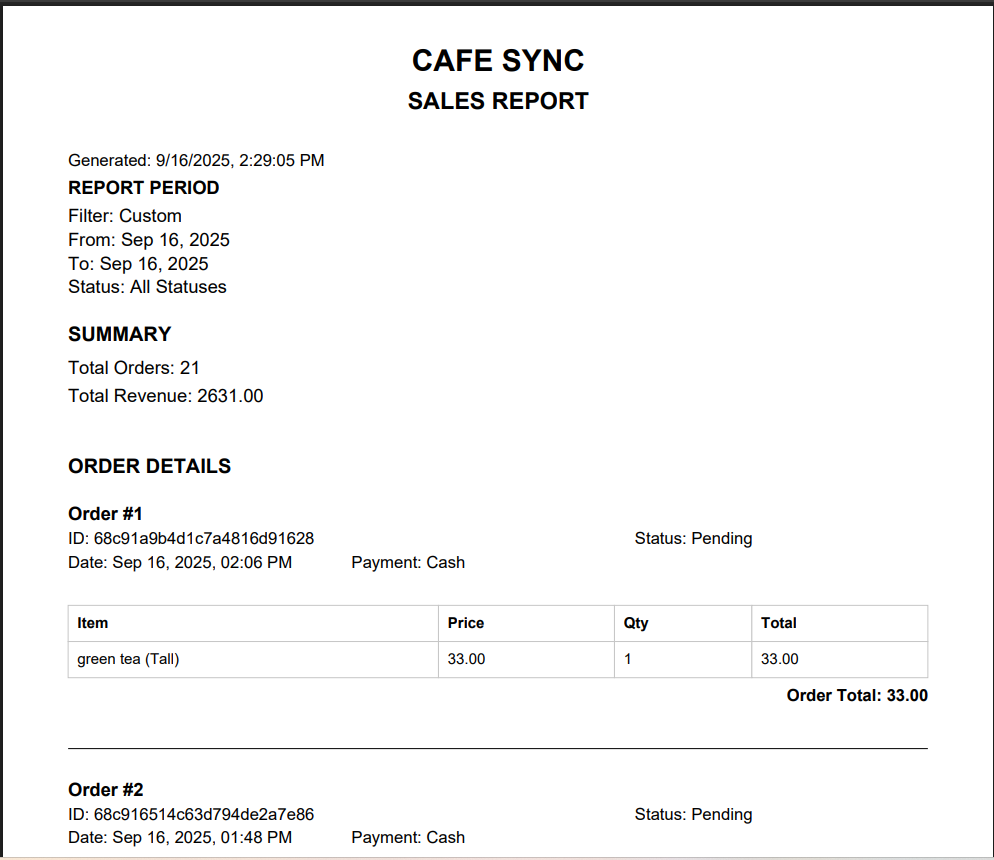 CAFE SYNC
SALES REPORT
Generated: 9/16/2025, 2:29:05 PM
REPORT PERIOD
Filter: Custom
From: Sep 16, 2025
To: Sep 16, 2025
Status: All Statuses
SUMMARY
Total Orders: 21
Total Revenue: 2631.00
ORDER DETAILS
Order #1
ID: 68c91a9b4d1c7a4816d91628 Status: Pending
Date: Sep 16, 2025, 02:06 PM Payment: Cash
Item Price Qty Total
green tea (Tall) 33.00 1 33.00
Order Total: 33.00
Order #2
ID: 68c916514c63d794de2a7e86 Status: Pending
Date: Sep 16, 2025, 01:48 PM Payment: Cash